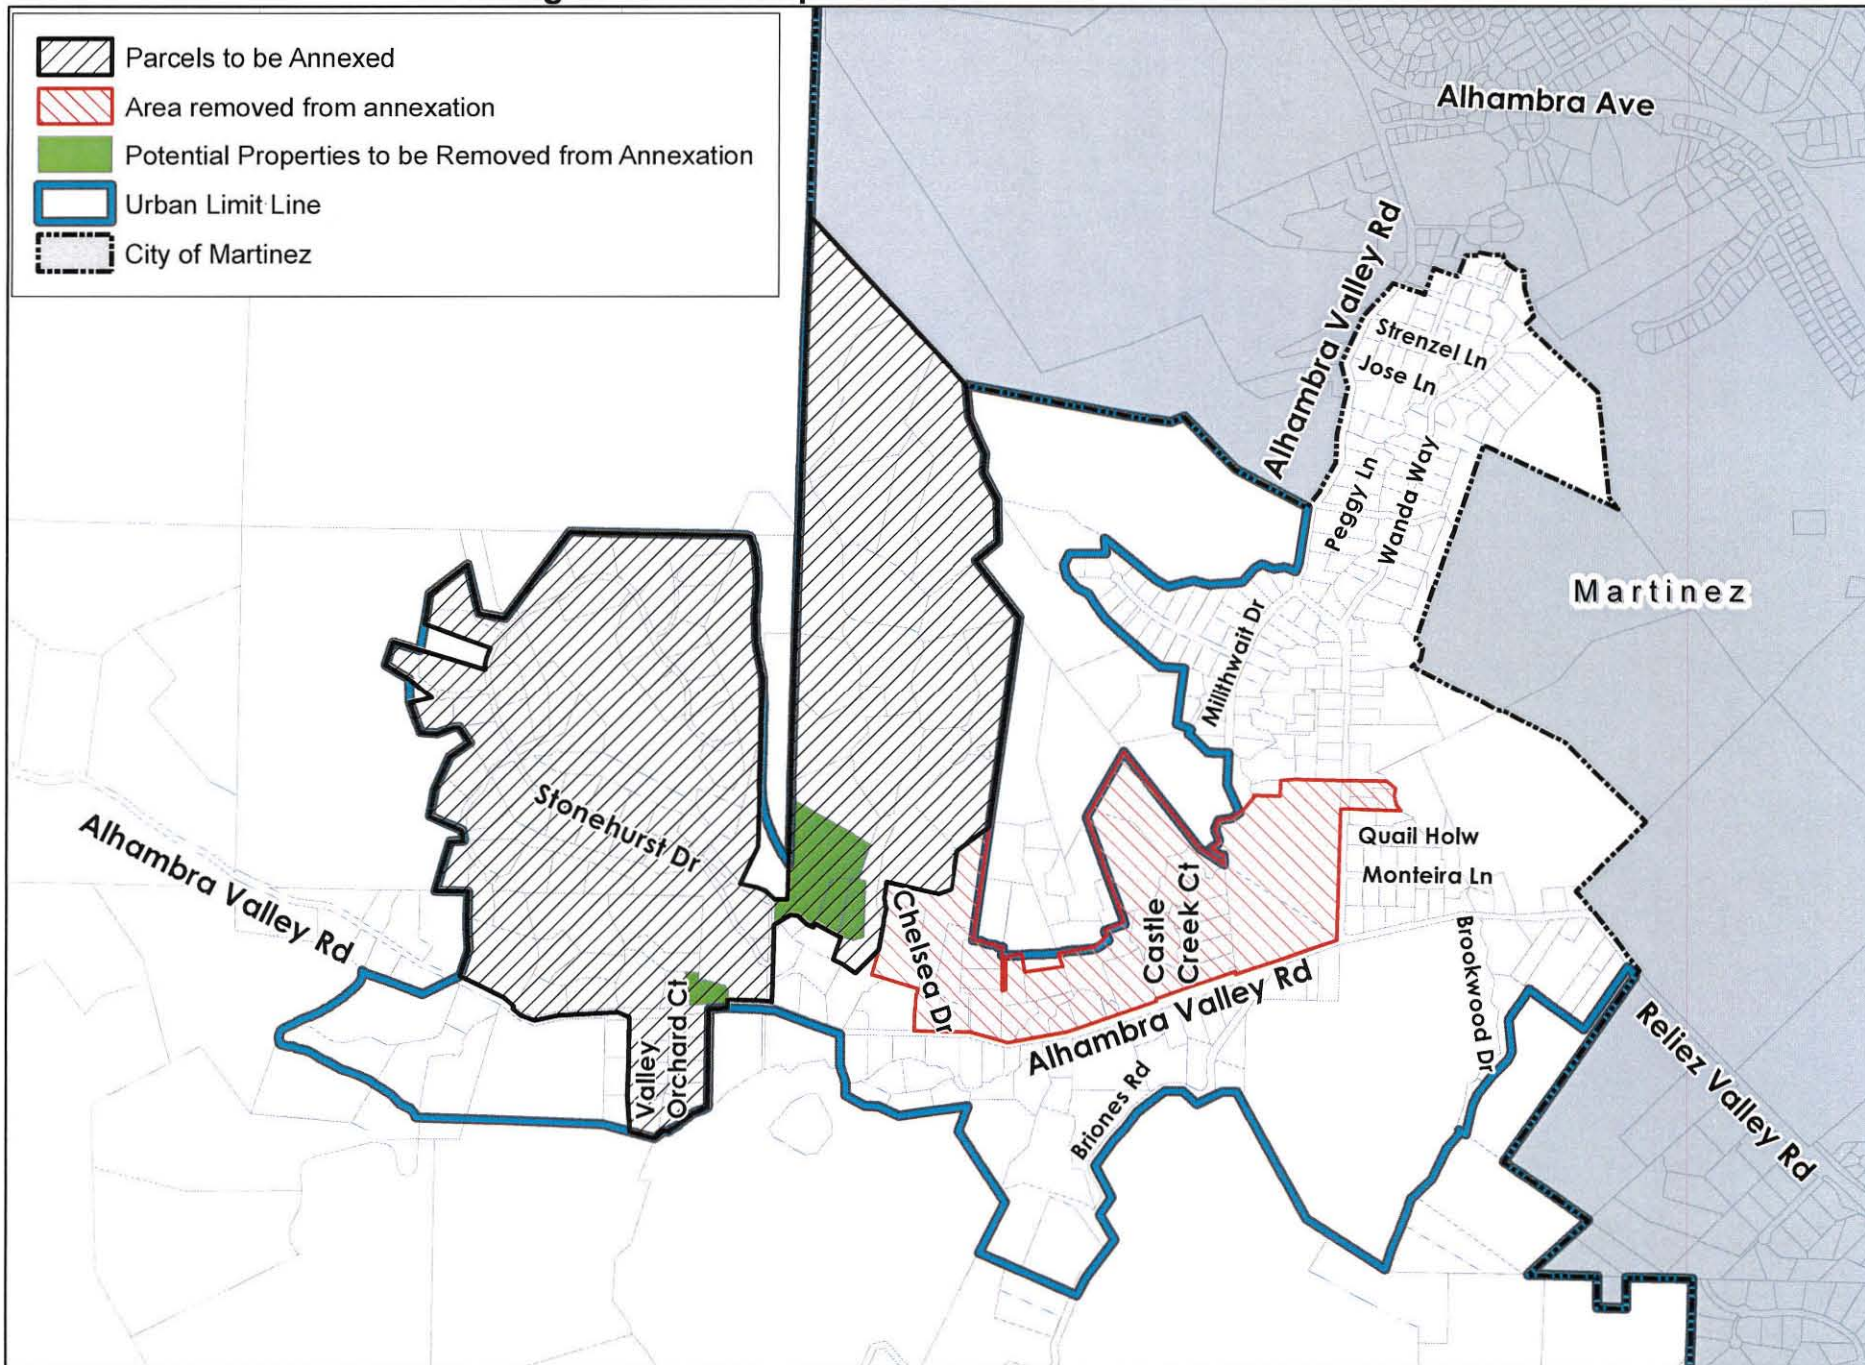 Parcels to be Annexed
Area removed from annexation
Potential Properties to be Removed from Annexation
Urban Limit Line
City of Martinez
Alhambra Ave
Alhambra Valley Rd
Strenzel Ln
Jose Ln
Peggy Ln
Wanda Way
Martinez
Millthwait Dr
Stonehurst Dr
Alhambra Valley Rd
Quail Holw
Monteira Ln
Castle
Creek Ct
Chelsea Dr
Brookwood Dr
Alhambra Valley Rd
Valley
Orchard Ct
Briones Rd
Reliez Valley Rd